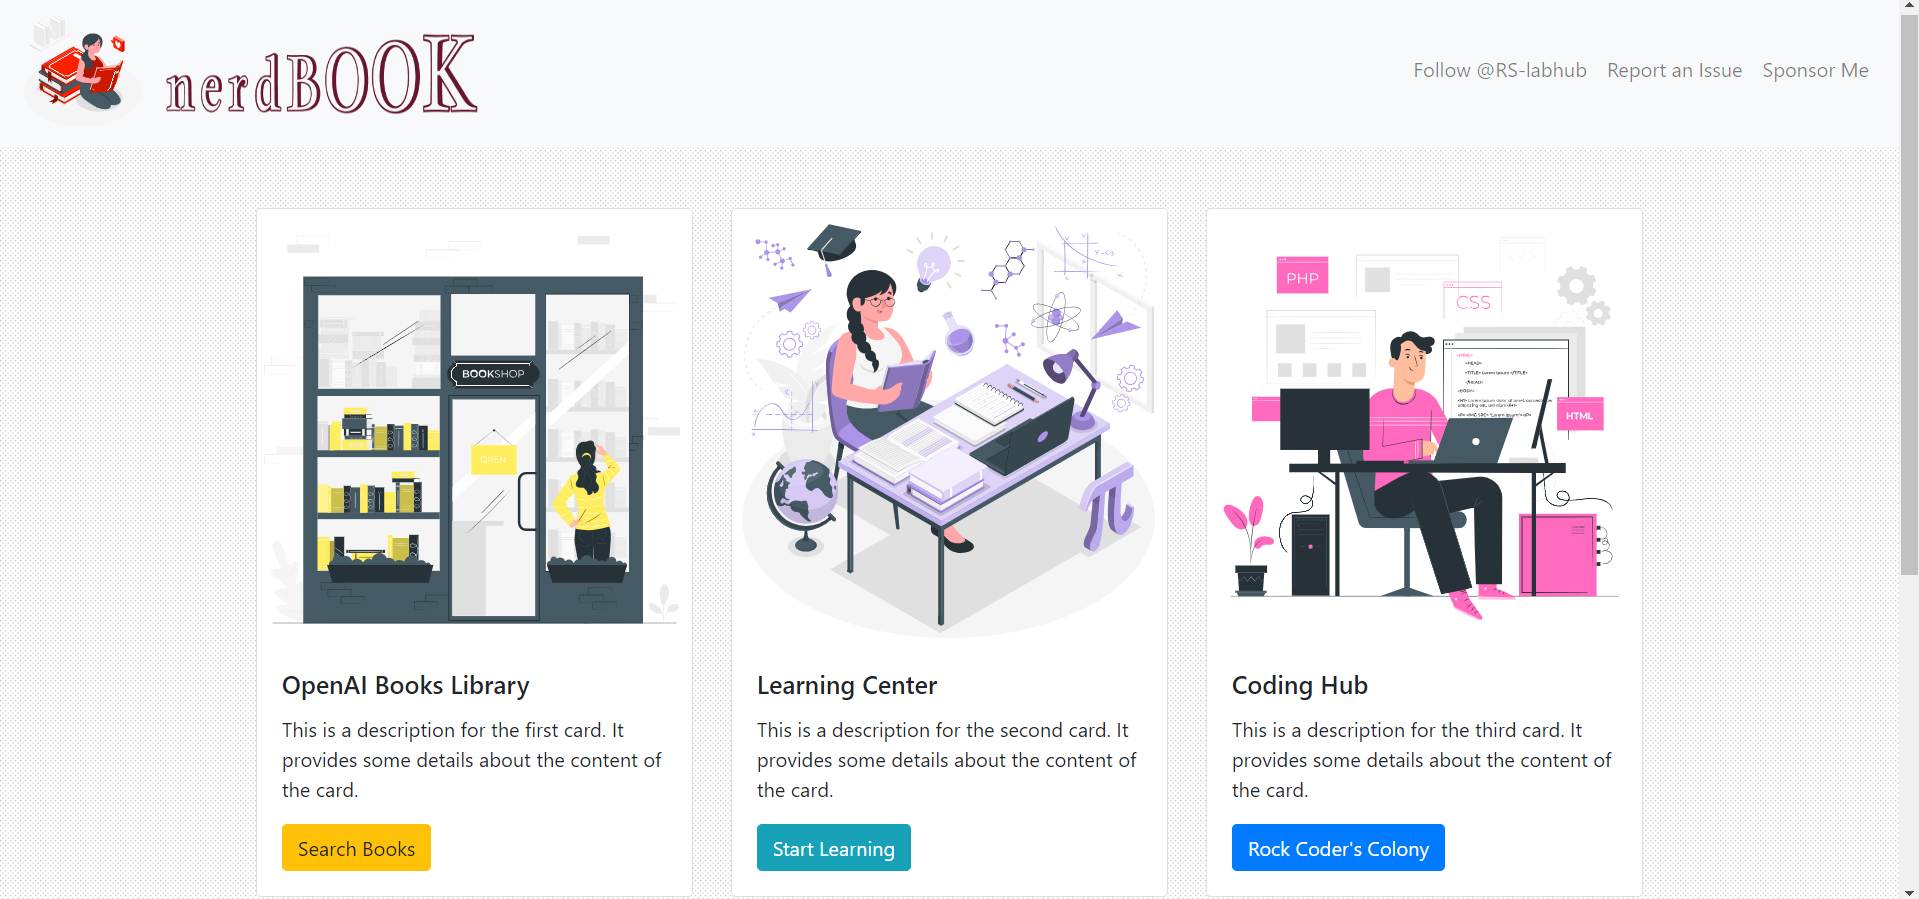 nerdBOOK
Follow @RS-labhub Report an Issue Sponsor Me
BOOKSHOP
OPEN
PHP
CSS
HTML
π
OpenAI Books Library
This is a description for the first card. It
provides some details about the content of
the card.
Search Books
Learning Center
This is a description for the second card. It
provides some details about the content of
the card.
Start Learning
Coding Hub
This is a description for the third card. It
provides some details about the content of
the card.
Rock Coder's Colony